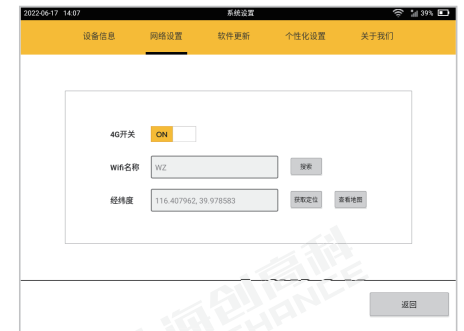 2022-06-17 14:07 系统设置 39%
设备信息 网络设置 软件更新 个性化设置 关于我们
4G开关 ON
Wifi名称 WZ 搜索
经纬度 116.407962, 39.978583 获取定位 查看地图
返回